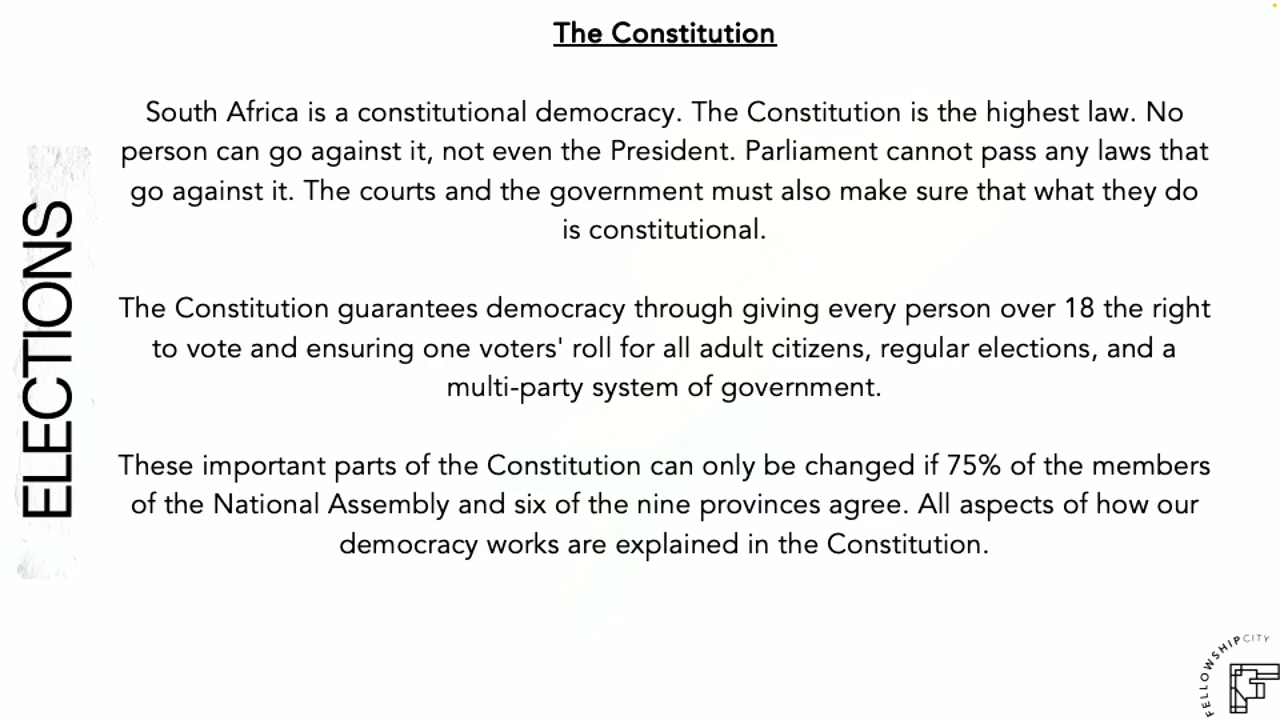 The Constitution
South Africa is a constitutional democracy. The Constitution is the highest law. No
person can go against it, not even the President. Parliament cannot pass any laws that
go against it. The courts and the government must also make sure that what they do
is constitutional.
The Constitution guarantees democracy through giving every person over 18 the right
to vote and ensuring one voters' roll for all adult citizens, regular elections, and a
multi-party system of government.
These important parts of the Constitution can only be changed if 75% of the members
of the National Assembly and six of the nine provinces agree. All aspects of how our
democracy works are explained in the Constitution.
ELECTIONS
FELLOWSHIPCITY